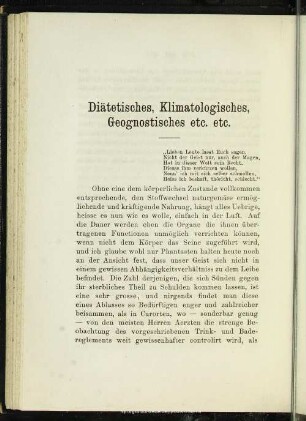 Diätetisches, Klimatologisches,
Geognostisches etc. etc.
„Lieben Leute lasst Euch sagen:
Nicht der Geist nur, auch der Magen,
Hat in dieser Welt sein Recht.
Dieses ihm verkürzen wollen,
ich mit sich selber schmollen,
Heisst ich boshaft, thöricht, schlecht.“
Ohne eine dem körperlichen Zustande vollkommen
entsprechende, den Stoffwechsel naturgemäss ermög-
lichende und kräftigende Nahrung, hängt alles Uebrige,
heisse es nun wie es wolle, einfach in der Luft. Auf
die Dauer werden eben die Organe die ihnen über-
tragenen Functionen unmöglich verrichten können,
wenn nicht dem Körper das Seine zugeführt wird,
und ich glaube wohl nur Phantasten halten heute noch
an der Ansicht fest, dass unser Geist sich nicht in
einem gewissen Abhängigkeitsverhältniss zu dem Leibe
befindet. Die Zahl derjenigen, die sich Sünden gegen
ihr sterbliches Theil zu Schulden kommen lassen, ist
eine sehr grosse, und nirgends findet man diese
eines Ablasses so Bedürftigen enger und zahlreicher
beisammen, als in Curorten, wo — sonderbar genug
— von den meisten Herren Aerzten die strenge Be-
obachtung des vorgeschriebenen Trink- und Bade-
reglements weit gewissenhafter controlirt wird, als